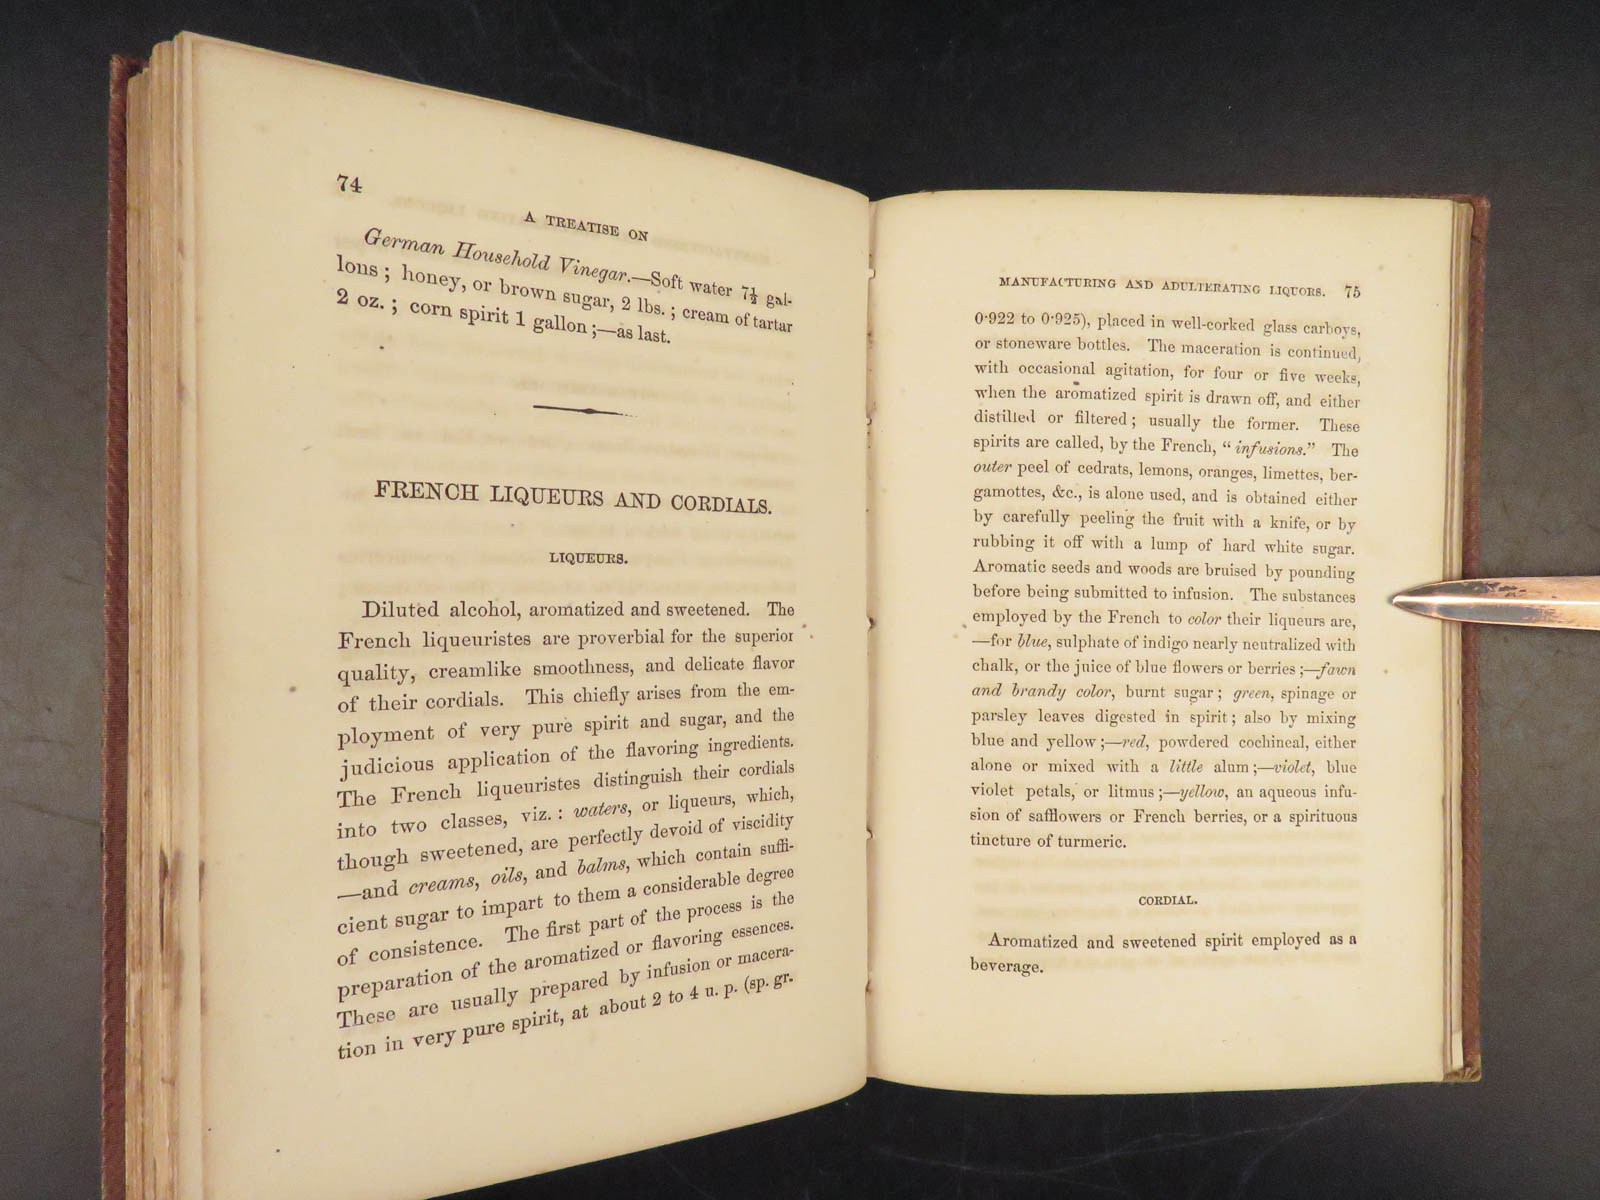 74
A TREATISE ON
German Household Vinegar.—Soft water 7½ gal-
lons ; honey, or brown sugar, 2 lbs. ; cream of tartar
2 oz. ; corn spirit 1 gallon ;—as last.
FRENCH LIQUEURS AND CORDIALS.
LIQUEURS.
Diluted alcohol, aromatized and sweetened. The
French liqueuristes are proverbial for the superior
quality, creamlike smoothness, and delicate flavor
of their cordials. This chiefly arises from the em-
ployment of very pure spirit and sugar, and the
judicious application of the flavoring ingredients.
The French liqueuristes distinguish their cordials
into two classes, viz. : waters, or liqueurs, which,
though sweetened, are perfectly devoid of viscidity
—and creams, oils, and balms, which contain suffi-
cient sugar to impart to them a considerable degree
of consistence. The first part of the process is the
preparation of the aromatized or flavoring essences.
These are usually prepared by infusion or macera-
tion in very pure spirit, at about 2 to 4 u. p. (sp. gr.
MANUFACTURING AND ADULTERATING LIQUORS. 75
0·922 to 0·925), placed in well-corked glass carboys,
or stoneware bottles. The maceration is continued,
with occasional agitation, for four or five weeks,
when the aromatized spirit is drawn off, and either
distilled or filtered ; usually the former. These
spirits are called, by the French, “ infusions.” The
outer peel of cedrats, lemons, oranges, limettes, ber-
gamottes, &c., is alone used, and is obtained either
by carefully peeling the fruit with a knife, or by
rubbing it off with a lump of hard white sugar.
Aromatic seeds and woods are bruised by pounding
before being submitted to infusion. The substances
employed by the French to color their liqueurs are,
—for blue, sulphate of indigo nearly neutralized with
chalk, or the juice of blue flowers or berries ;—fawn
and brandy color, burnt sugar ; green, spinage or
parsley leaves digested in spirit ; also by mixing
blue and yellow ;—red, powdered cochineal, either
alone or mixed with a little alum ;—violet, blue
violet petals, or litmus ;—yellow, an aqueous infu-
sion of safflowers or French berries, or a spirituous
tincture of turmeric.
CORDIAL.
Aromatized and sweetened spirit employed as a
beverage.